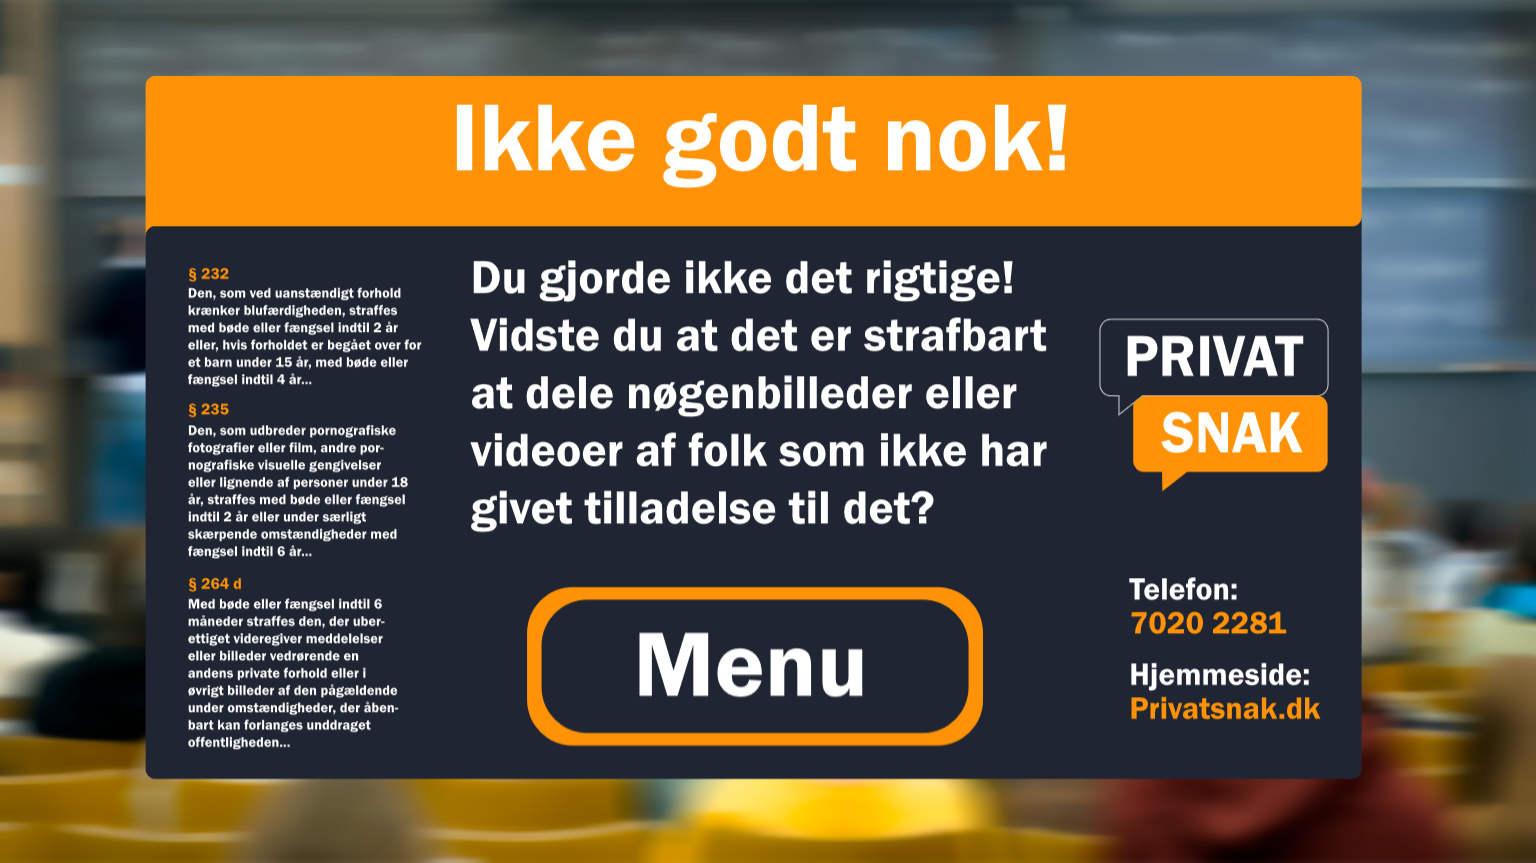 Ikke godt nok!
§ 232
Den, som ved uanstændigt forhold
krænker blufærdigheden, straffes
med bøde eller fængsel indtil 2 år
eller, hvis forholdet er begået over for
et barn under 15 år, med bøde eller
fængsel indtil 4 år...
§ 235
Den, som udbreder pornografiske
fotografier eller film, andre por-
nografiske visuelle gengivelser
eller lignende af personer under 18
år, straffes med bøde eller fængsel
indtil 2 år eller under særligt
skærpende omstændigheder med
fængsel indtil 6 år...
§ 264 d
Med bøde eller fængsel indtil 6
måneder straffes den, der uber-
ettiget videregiver meddelelser
eller billeder vedrørende en
andens private forhold eller i
øvrigt billeder af den pågældende
under omstændigheder, der åben-
bart kan forlanges unddraget
offentligheden...
Du gjorde ikke det rigtige!
Vidste du at det er strafbart
at dele nøgenbilleder eller
videoer af folk som ikke har
givet tilladelse til det?
Menu
PRIVAT
SNAK
Telefon:
7020 2281
Hjemmeside:
Privatsnak.dk